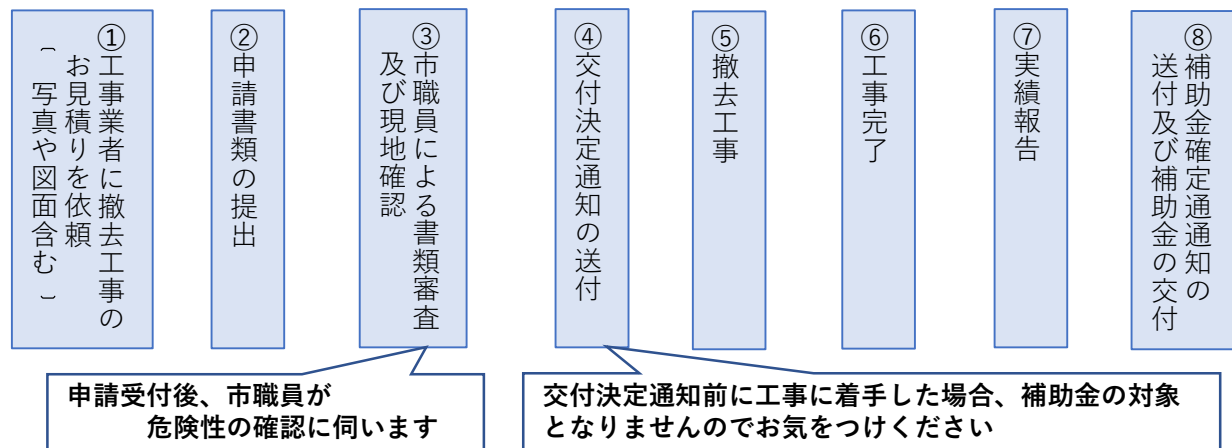 ①工事業者に撤去工事の
お見積りを依頼
〔写真や図面含む〕
②申請書類の提出
③市職員による書類審査
及び現地確認
④交付決定通知の送付
⑤撤去工事
⑥工事完了
⑦実績報告
⑧補助金確定通通知の
送付及び補助金の交付
申請受付後、市職員が
危険性の確認に伺います
交付決定通知前に工事に着手した場合、補助金の対象
となりませんのでお気をつけください